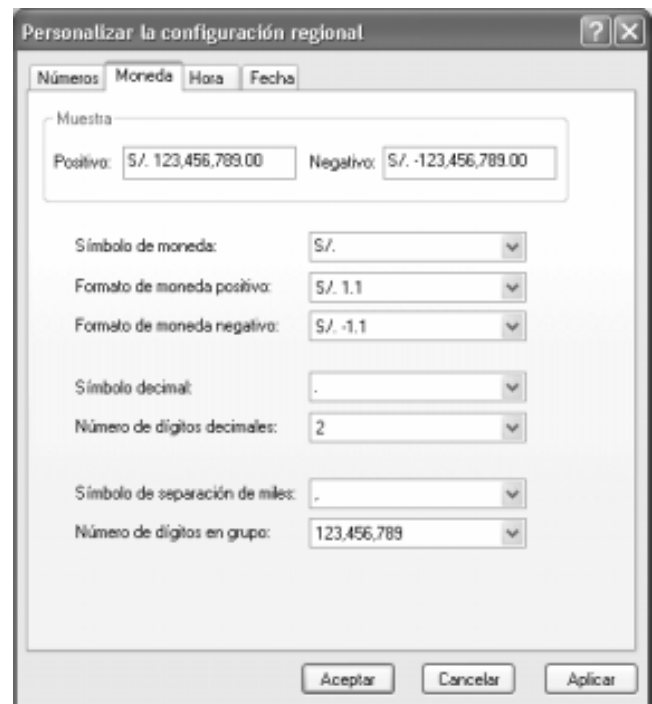 Personalizar la configuración regional
Números Moneda Hora Fecha
Muestra
Positivo: S/. 123,456,789.00 Negativo: S/. -123,456,789.00
Símbolo de moneda: S/.
Formato de moneda positivo: S/. 1.1
Formato de moneda negativo: S/. -1.1
Símbolo decimal: .
Número de dígitos decimales: 2
Símbolo de separación de miles: ,
Número de dígitos en grupo: 123,456,789
Aceptar Cancelar Aplicar